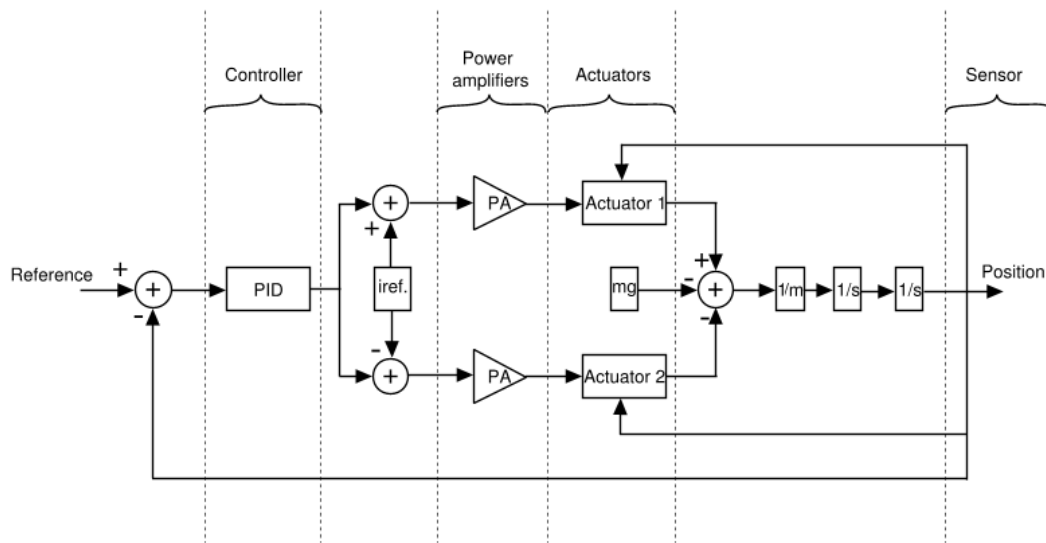 Controller
Power
amplifiers
Actuators
Sensor
+
PA
Actuator 1
+
+
Reference
+
+
-
PID
iref.
mg
-
+
-
1/m
1/s
1/s
Position
-
+
PA
Actuator 2